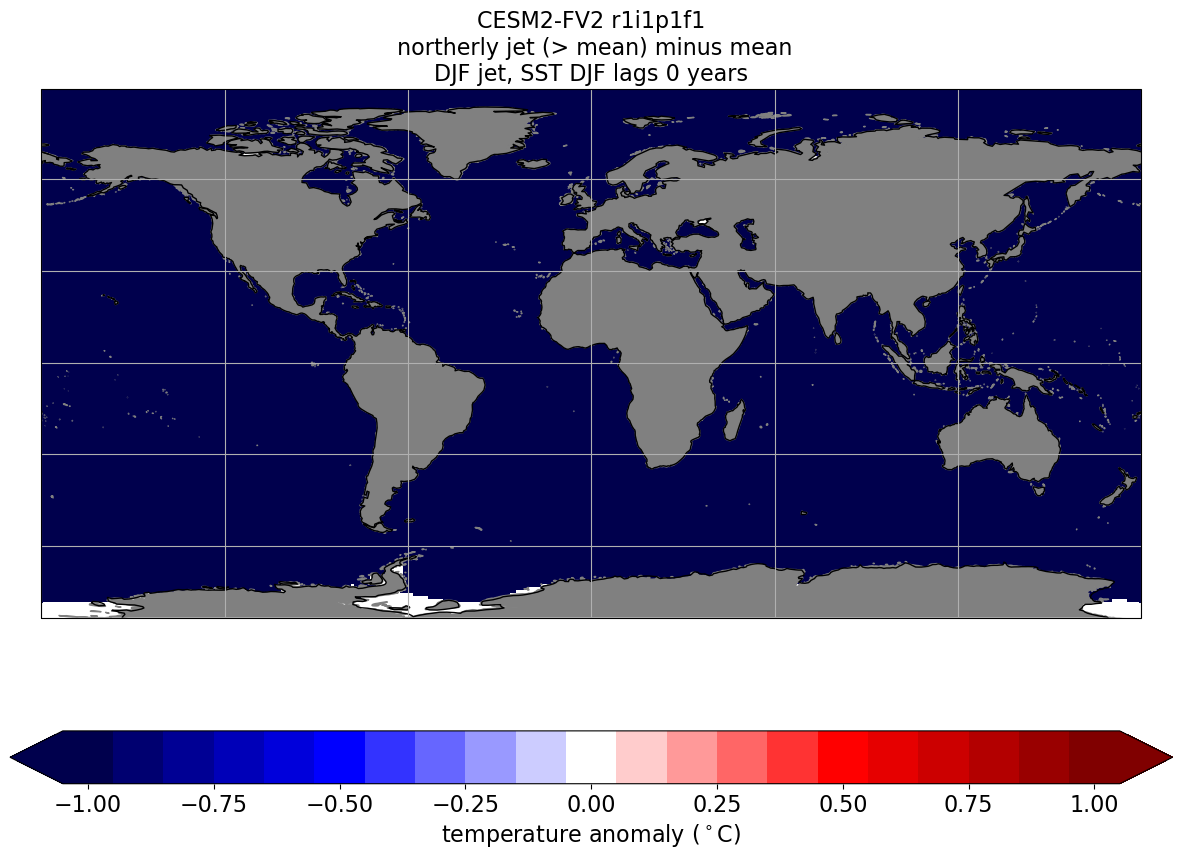 CESM2-FV2 r1i1p1f1
northerly jet (> mean) minus mean
DJF jet, SST DJF lags 0 years
−1.00 −0.75 −0.50 −0.25 0.00 0.25 0.50 0.75 1.00
temperature anomaly (°C)